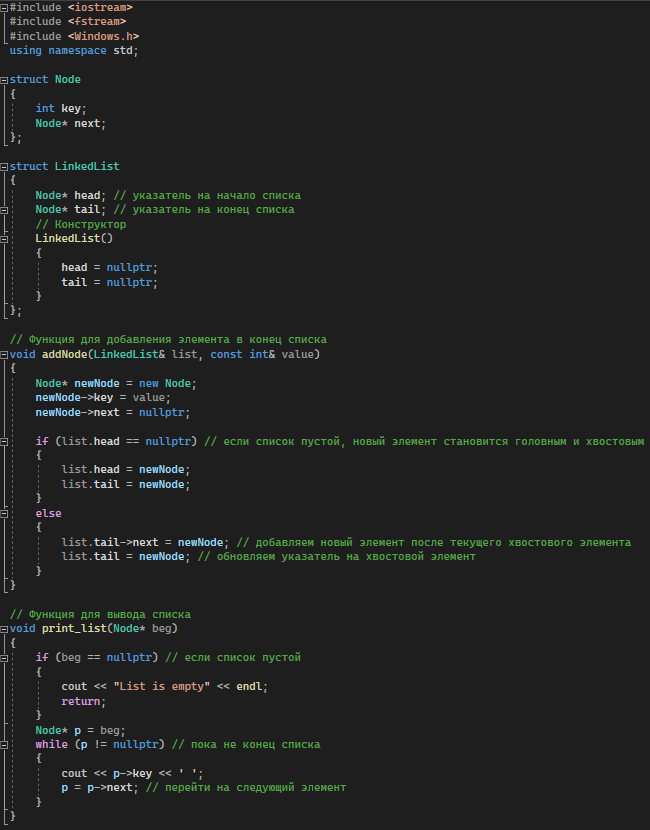 #include <iostream>
#include <fstream>
#include <Windows.h>
using namespace std;
struct Node
{
int key;
Node* next;
};
struct LinkedList
{
Node* head; // указатель на начало списка
Node* tail; // указатель на конец списка
// Конструктор
LinkedList()
{
head = nullptr;
tail = nullptr;
}
};
// Функция для добавления элемента в конец списка
void addNode(LinkedList& list, const int& value)
{
Node* newNode = new Node;
newNode->key = value;
newNode->next = nullptr;
if (list.head == nullptr) // если список пустой, новый элемент становится головным и хвостовым
{
list.head = newNode;
list.tail = newNode;
}
else
{
list.tail->next = newNode; // добавляем новый элемент после текущего хвостового элемента
list.tail = newNode; // обновляем указатель на хвостовой элемент
}
}
// Функция для вывода списка
void print_list(Node* beg)
{
if (beg == nullptr) // если список пустой
{
cout << "List is empty" << endl;
return;
}
Node* p = beg;
while (p != nullptr) // пока не конец списка
{
cout << p->key << ' ';
p = p->next; // перейти на следующий элемент
}
}